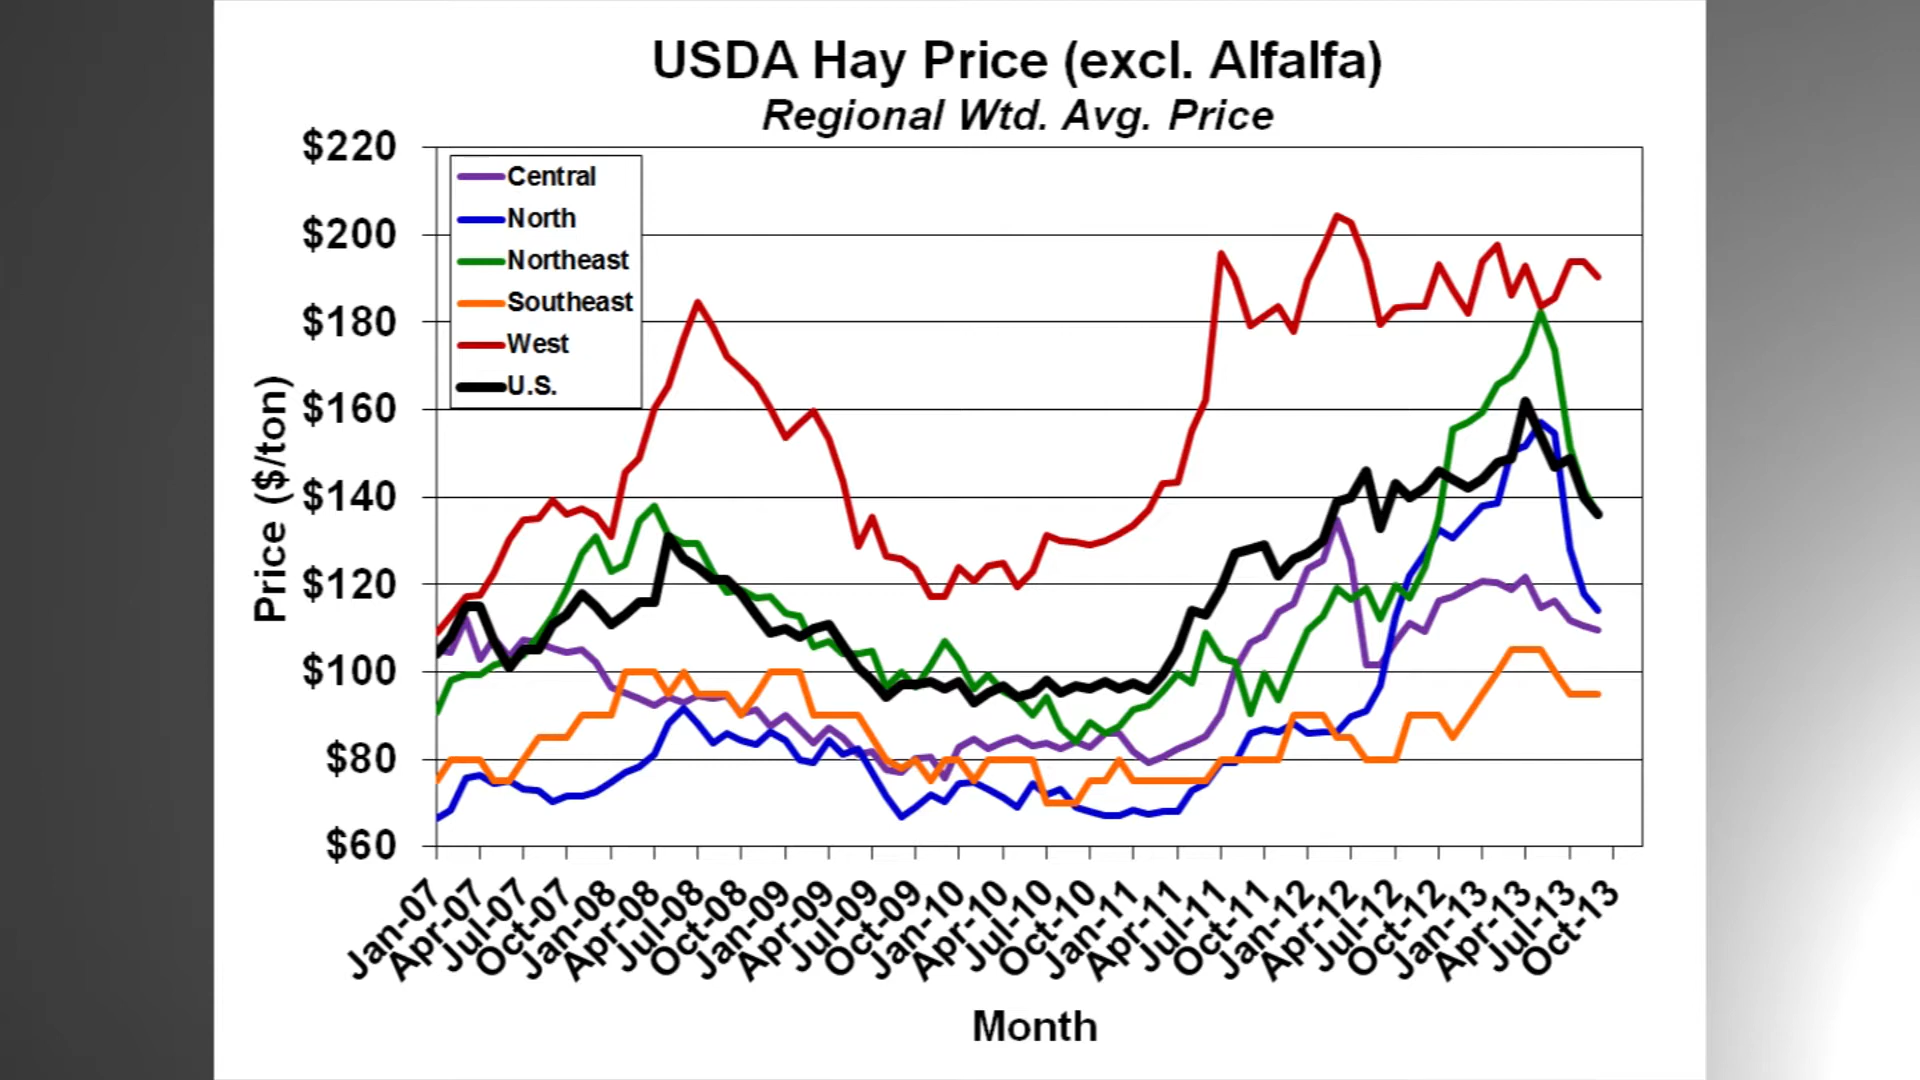 USDA Hay Price (excl. Alfalfa)
Regional Wtd. Avg. Price
$220
$200
$180
$160
$140
$120
$100
$80
$60
Price ($/ton)
Central
North
Northeast
Southeast
West
U.S.
Jan-07
Apr-07
Jul-07
Oct-07
Jan-08
Apr-08
Jul-08
Oct-08
Jan-09
Apr-09
Jul-09
Oct-09
Jan-10
Apr-10
Jul-10
Oct-10
Jan-11
Apr-11
Jul-11
Oct-11
Jan-12
Apr-12
Jul-12
Oct-12
Jan-13
Apr-13
Jul-13
Oct-13
Month